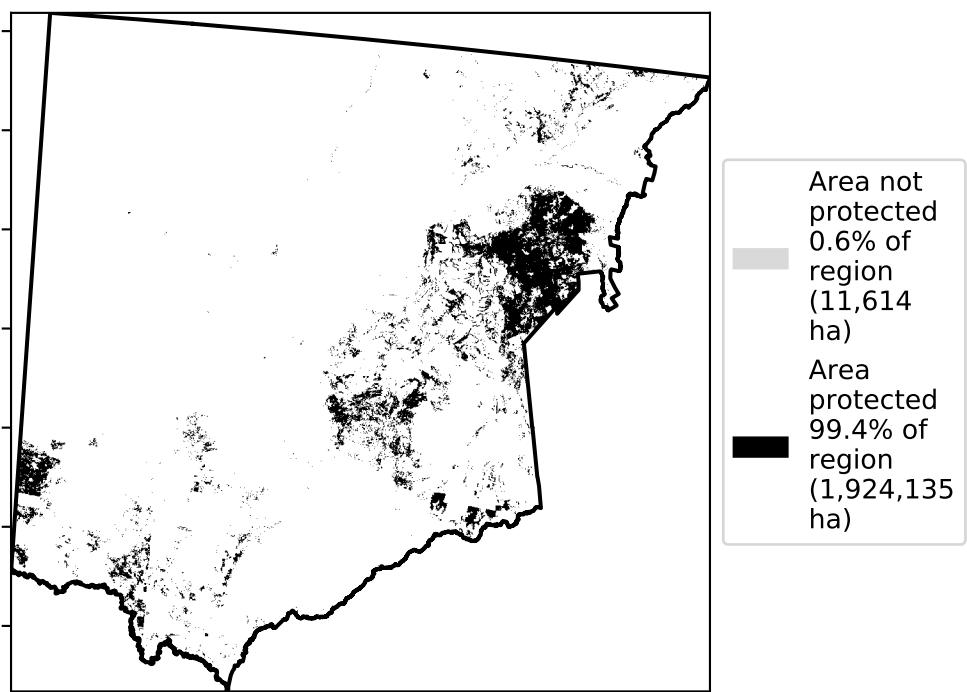 Area not
protected
0.6% of
region
(11,614
ha)
Area
protected
99.4% of
region
(1,924,135
ha)